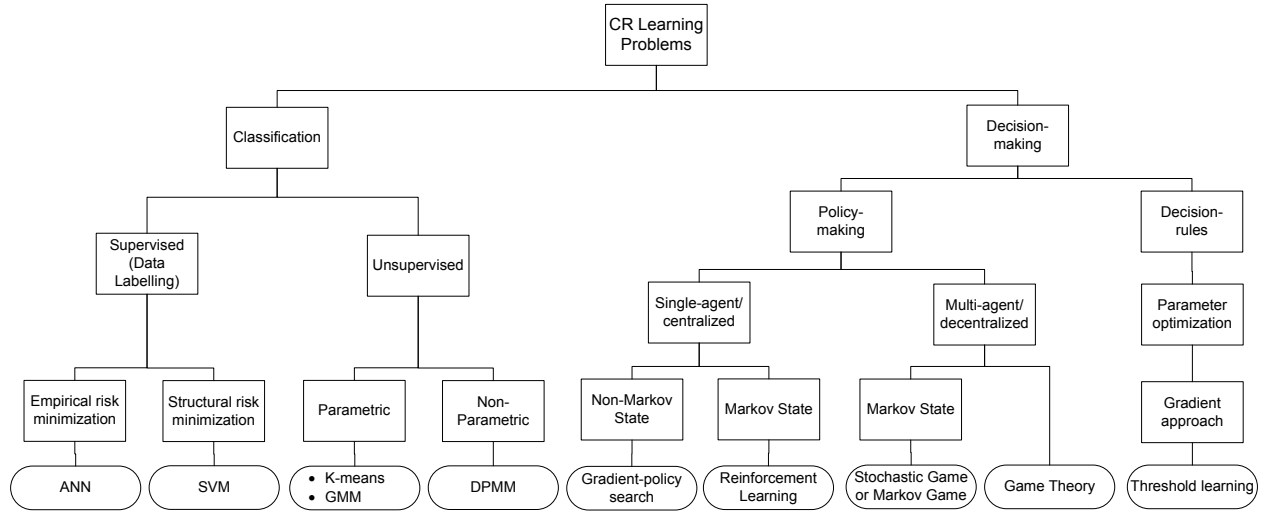 CR Learning
Problems
Classification
Decision-
making
Policy-
making
Decision-
rules
Supervised
(Data
Labelling)
Unsupervised
Single-agent/
centralized
Multi-agent/
decentralized
Parameter
optimization
Empirical risk
minimization
Structural risk
minimization
Parametric
Non-
Parametric
Non-Markov
State
Markov State
Markov State
Gradient
approach
ANN
SVM
• K-means
• GMM
DPMM
Gradient-policy
search
Reinforcement
Learning
Stochastic Game
or Markov Game
Game Theory
Threshold learning